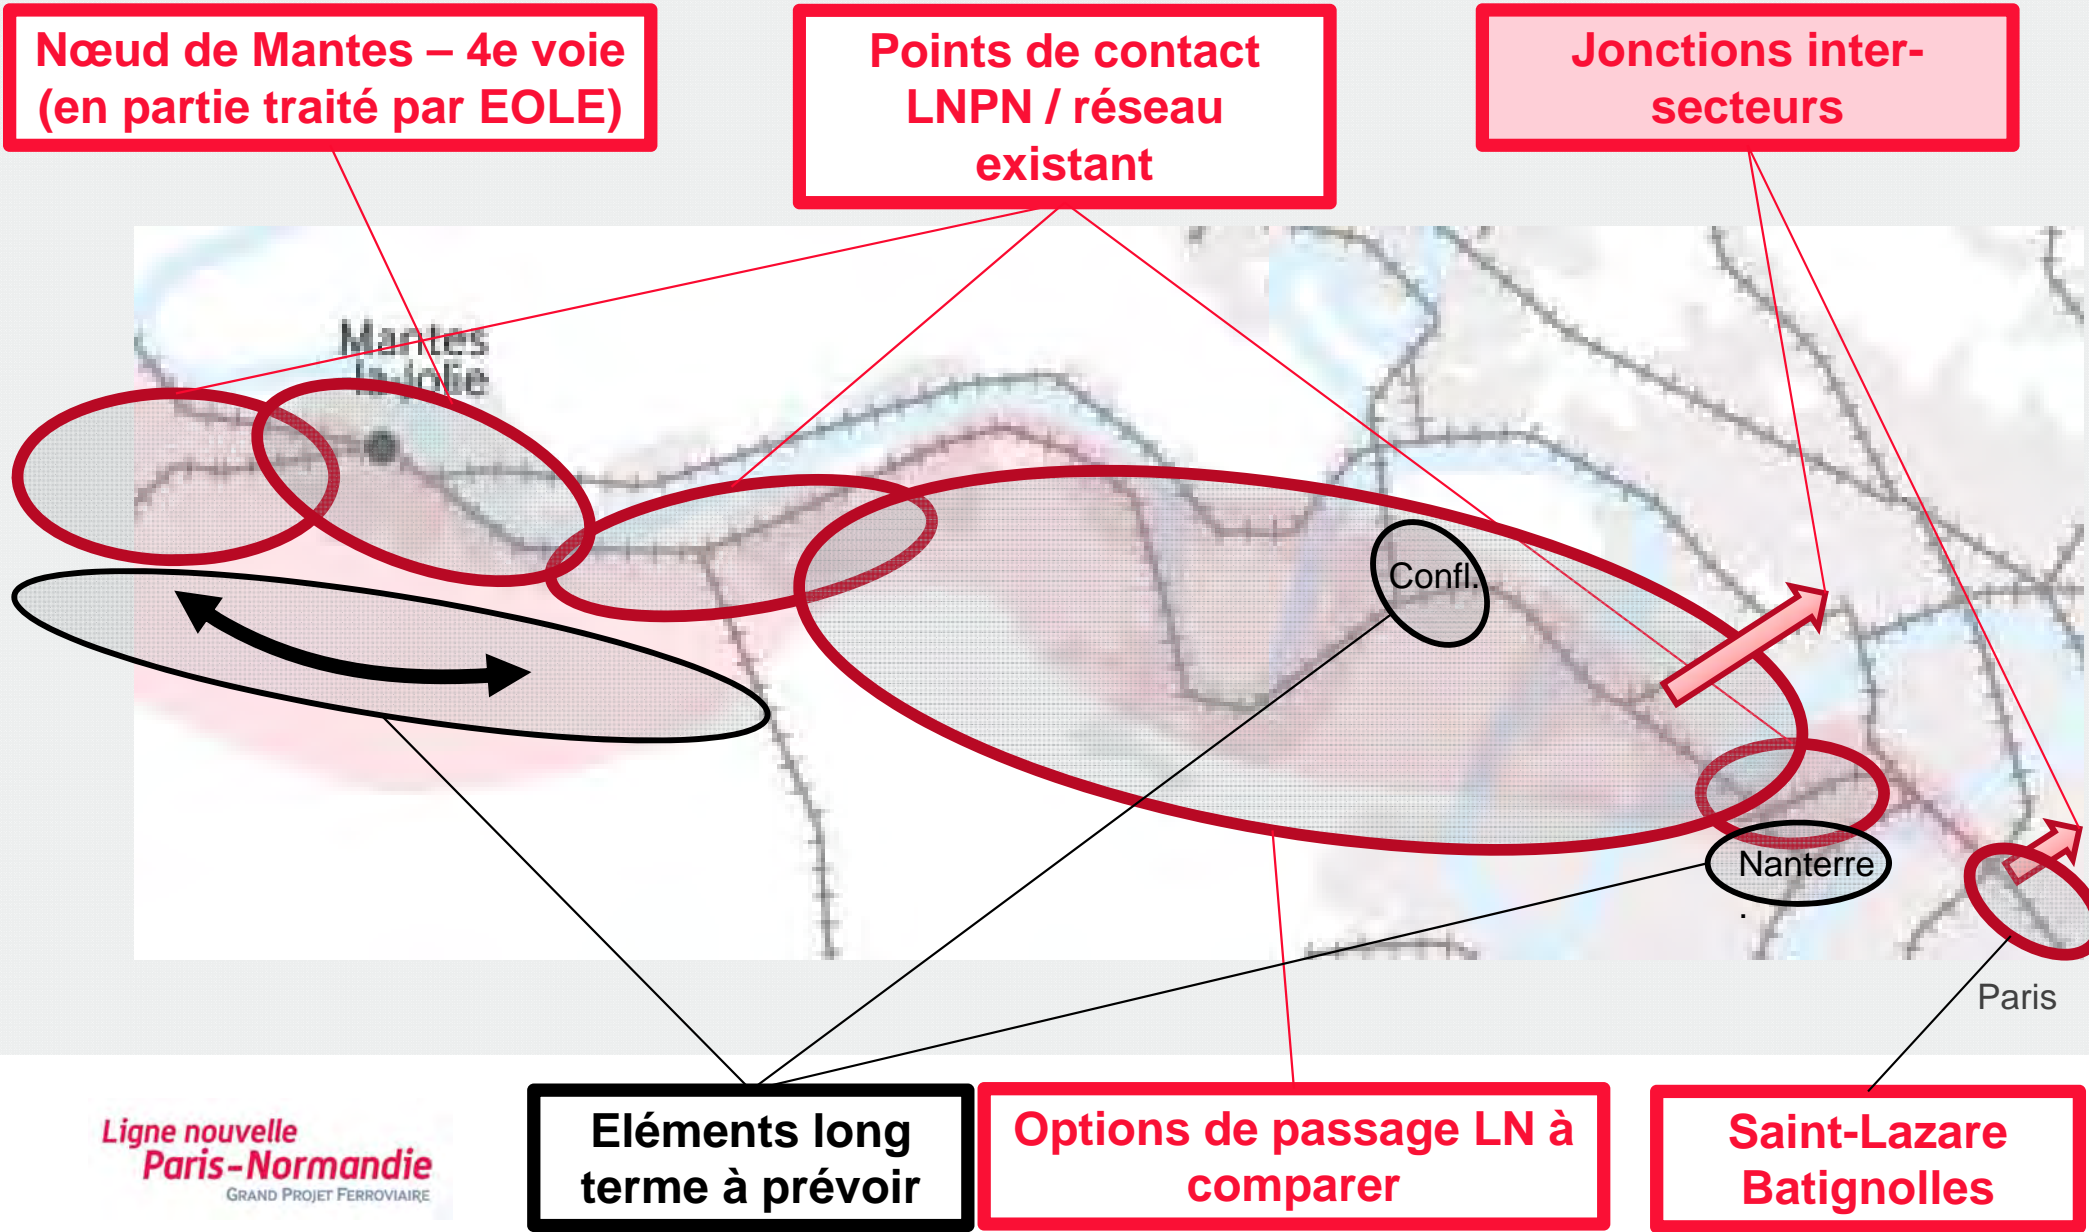 Nœud de Mantes – 4e voie
(en partie traité par EOLE)
Points de contact
LNPN / réseau
existant
Jonctions inter-
secteurs
Mantes
la-jolie
Confl.
Nanterre
.
Paris
Ligne nouvelle
Paris-Normandie
GRAND PROJET FERROVIAIRE
Eléments long
terme à prévoir
Options de passage LN à
comparer
Saint-Lazare
Batignolles